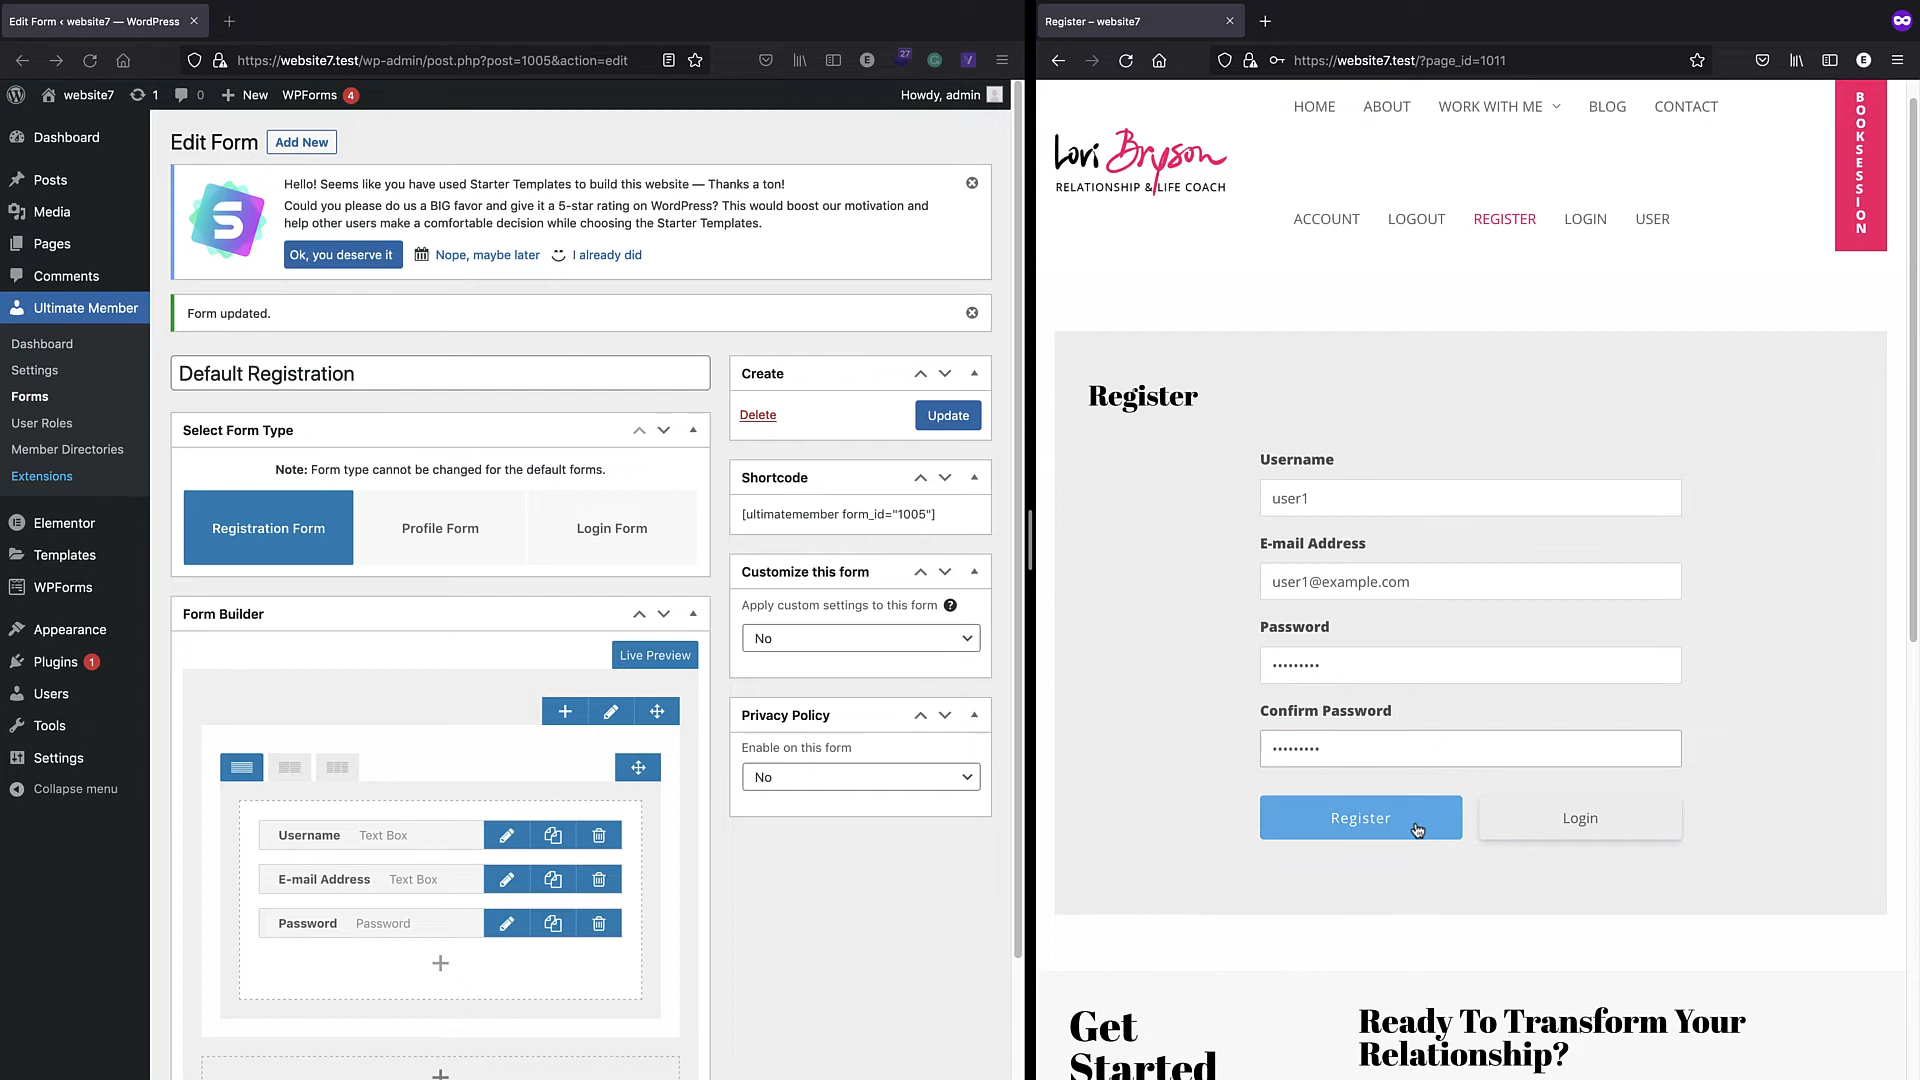 Edit Form ‹ website7 — WordPress
https://website7.test/wp-admin/post.php?post=1005&action=edit
27
E
V
website7
1
0
New
WPForms 4
Howdy, admin
Dashboard
Posts
Media
Pages
Comments
Ultimate Member
Dashboard
Settings
Forms
User Roles
Member Directories
Extensions
Elementor
Templates
WPForms
Appearance
Plugins 1
Users
Tools
Settings
Collapse menu
Edit Form
Add New
Hello! Seems like you have used Starter Templates to build this website — Thanks a ton!
Could you please do us a BIG favor and give it a 5-star rating on WordPress? This would boost our motivation and
help other users make a comfortable decision while choosing the Starter Templates.
Ok, you deserve it
Nope, maybe later
I already did
Form updated.
Default Registration
Select Form Type
Note: Form type cannot be changed for the default forms.
Registration Form
Profile Form
Login Form
Form Builder
Live Preview
Username Text Box
E-mail Address Text Box
Password Password
Create
Delete
Update
Shortcode
[ultimatemember form_id="1005"]
Customize this form
Apply custom settings to this form
No
Privacy Policy
Enable on this form
No
Register – website7
https://website7.test/?page_id=1011
E
HOME
ABOUT
WORK WITH ME
BLOG
CONTACT
Lori Bryson
RELATIONSHIP & LIFE COACH
ACCOUNT
LOGOUT
REGISTER
LOGIN
USER
BOOK SESSION
Register
Username
user1
E-mail Address
user1@example.com
Password
•••••••••
Confirm Password
•••••••••
Register
Login
Get
Started
Ready To Transform Your
Relationship?